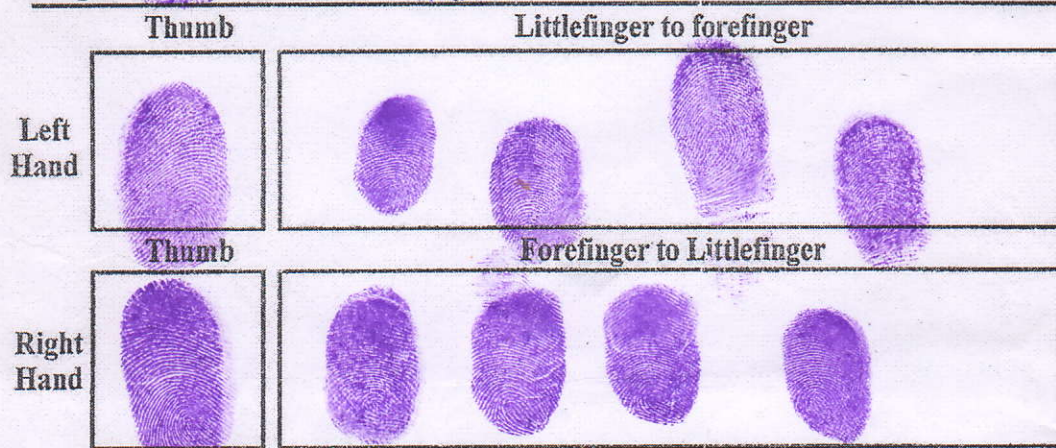 Thumb Littlefinger to forefinger
Left
Hand
Thumb Forefinger to Littlefinger
Right
Hand